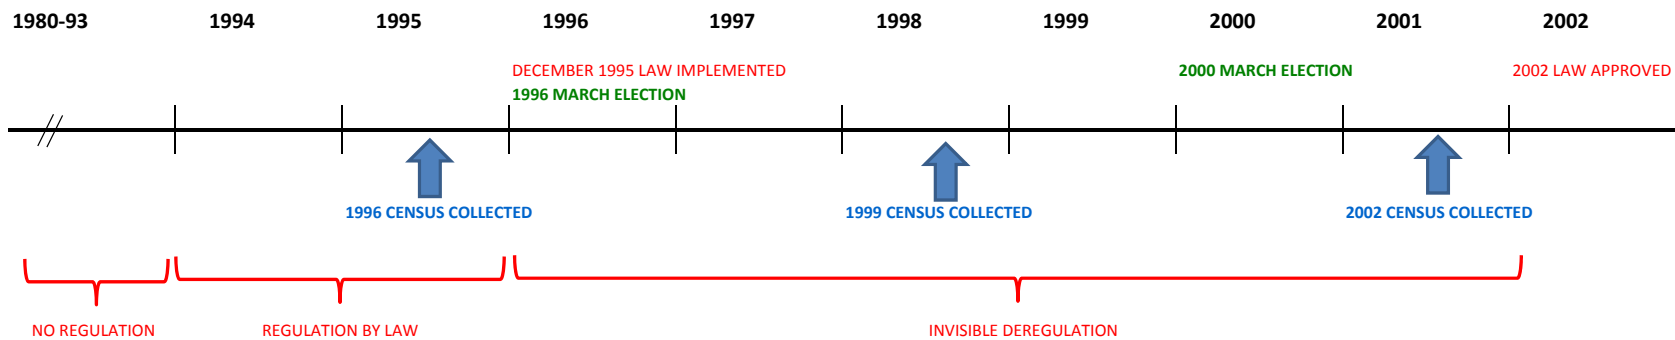 1980-93 1994 1995 1996 1997 1998 1999 2000 2001 2002
DECEMBER 1995 LAW IMPLEMENTED 2000 MARCH ELECTION 2002 LAW APPROVED
1996 MARCH ELECTION
1996 CENSUS COLLECTED 1999 CENSUS COLLECTED 2002 CENSUS COLLECTED
NO REGULATION REGULATION BY LAW INVISIBLE DEREGULATION